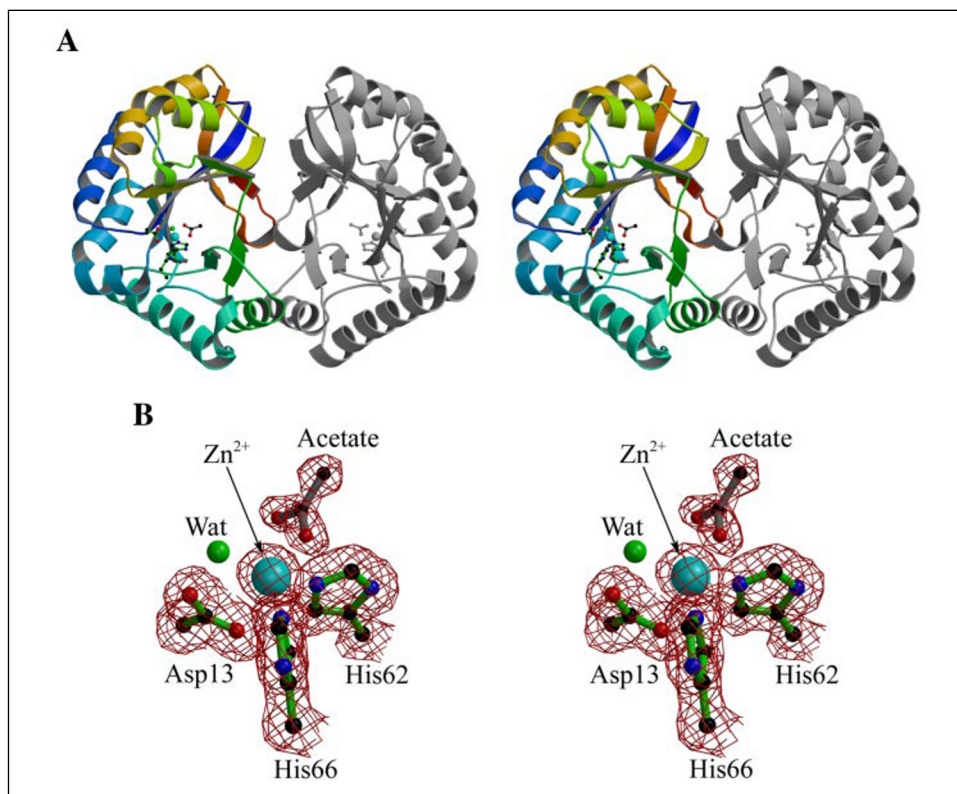 A
B
Acetate Acetate
Zn²⁺ Zn²⁺
Wat Wat
Asp13 His62 Asp13 His62
His66 His66